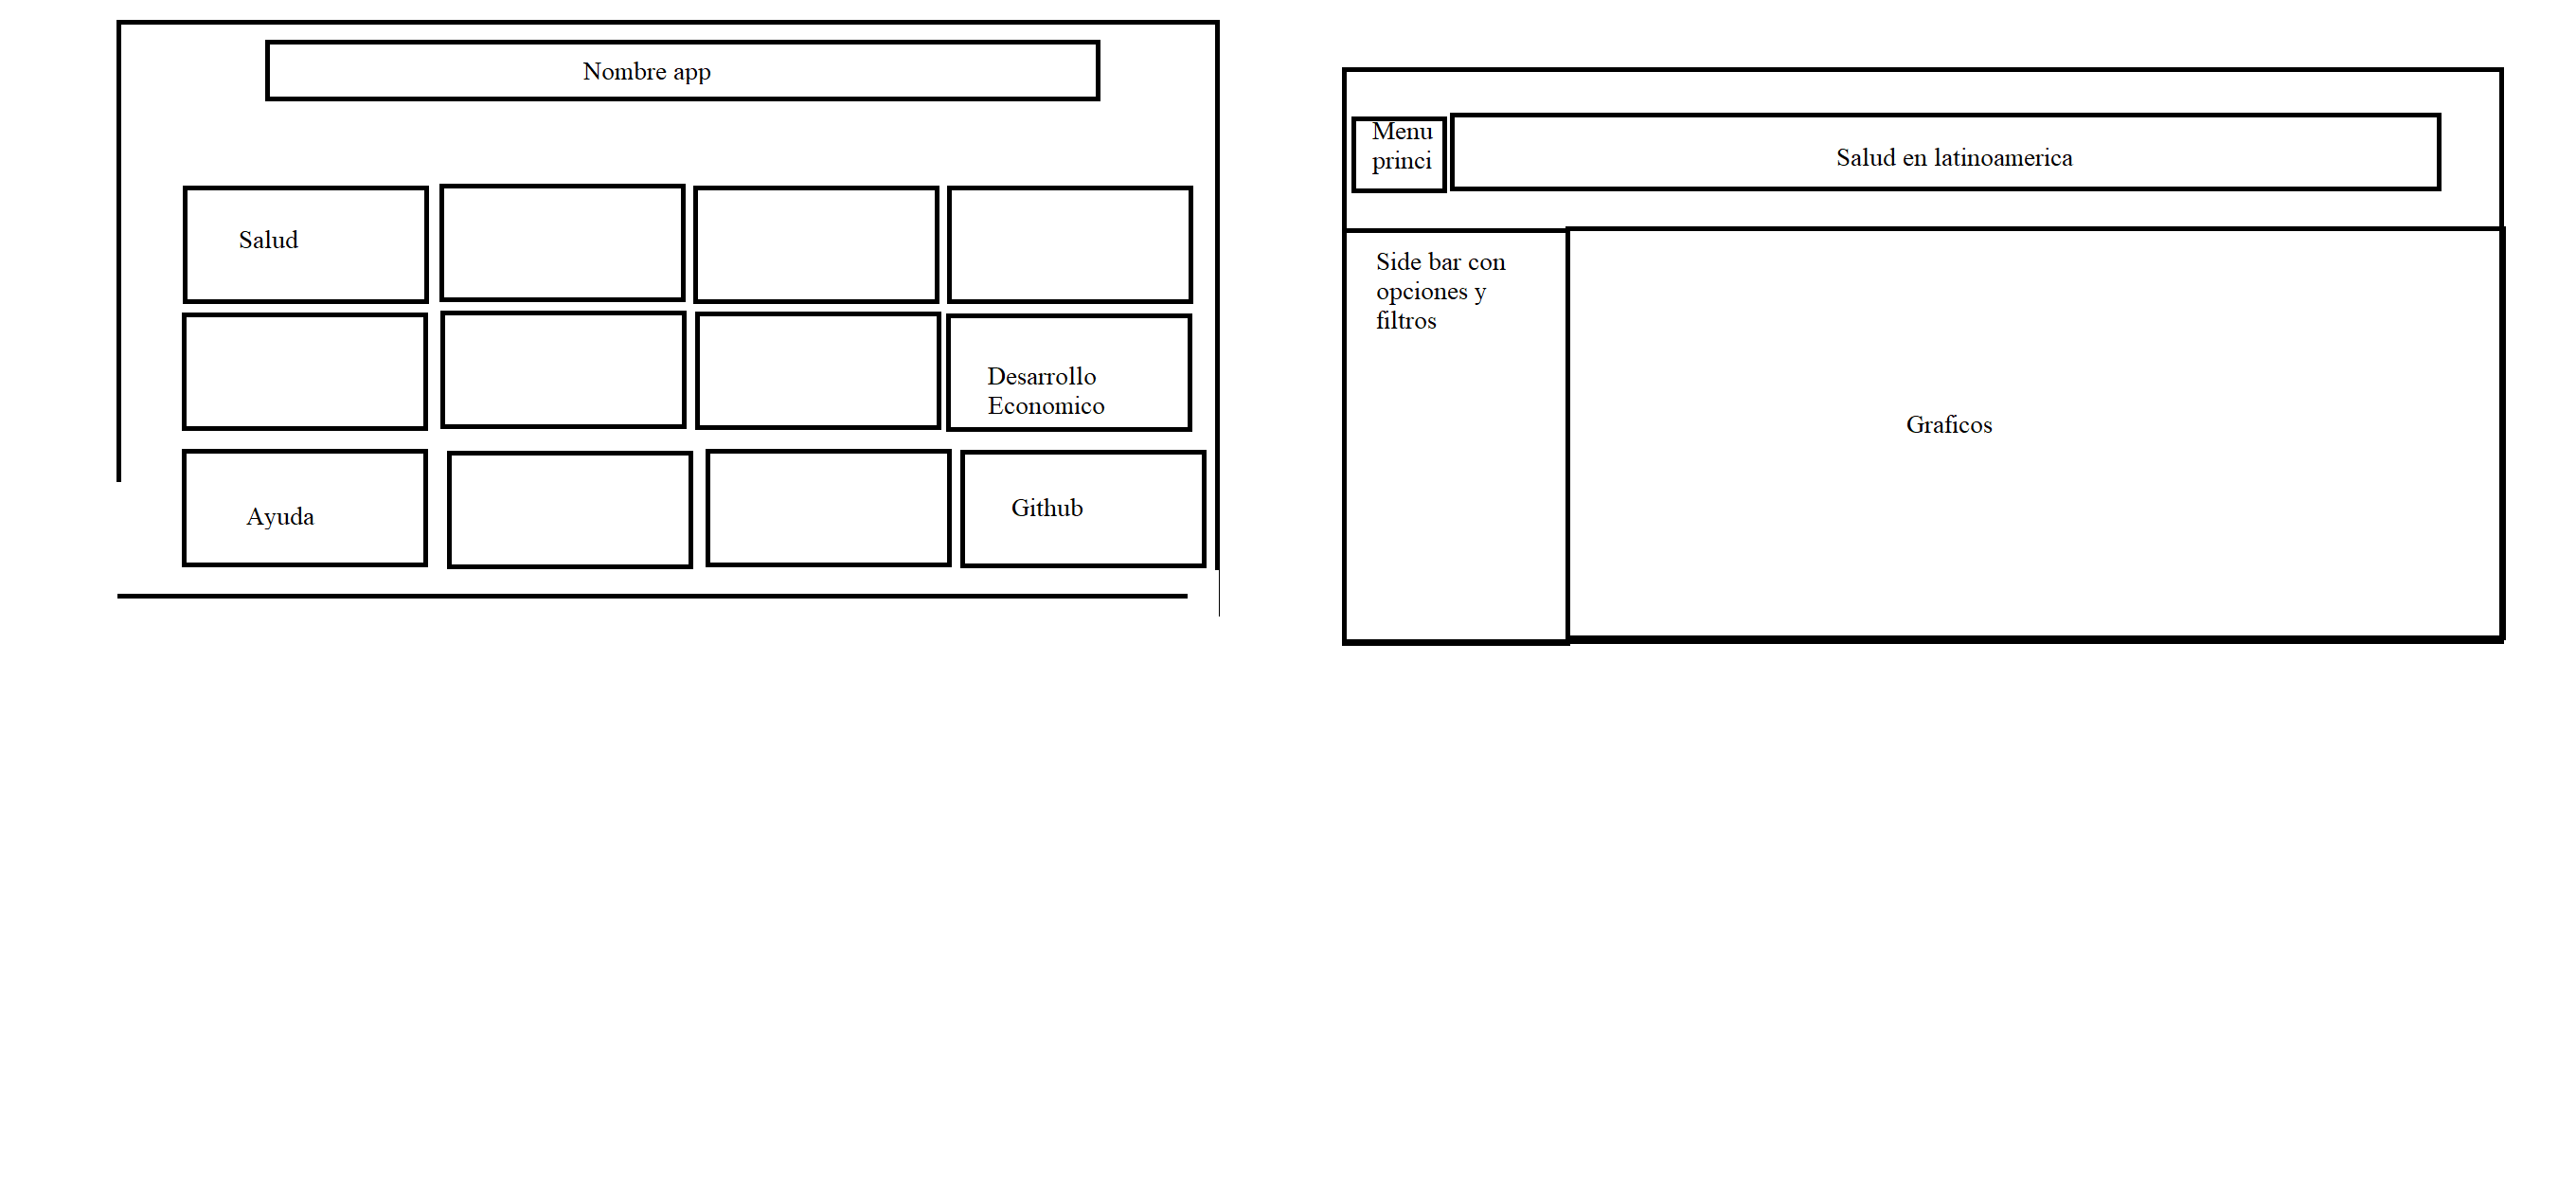 Nombre app
Salud
Desarrollo
Economico
Ayuda
Github
Menu
princi
Salud en latinoamerica
Side bar con
opciones y
filtros
Graficos